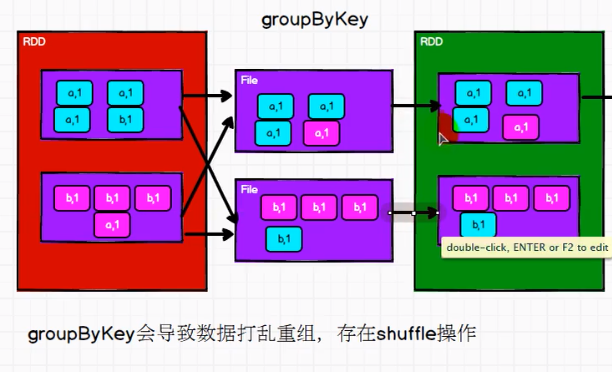 groupByKey
RDD
File
RDD
a,1 a,1 a,1 a,1 a,1 a,1
a,1 b,1 a,1 a,1 a,1 a,1
File
b,1 b,1 b,1 b,1 b,1 b,1 b,1 b,1 b,1
a,1 b,1 b,1
double-click, ENTER or F2 to edit
groupByKey会导致数据打乱重组，存在shuffle操作